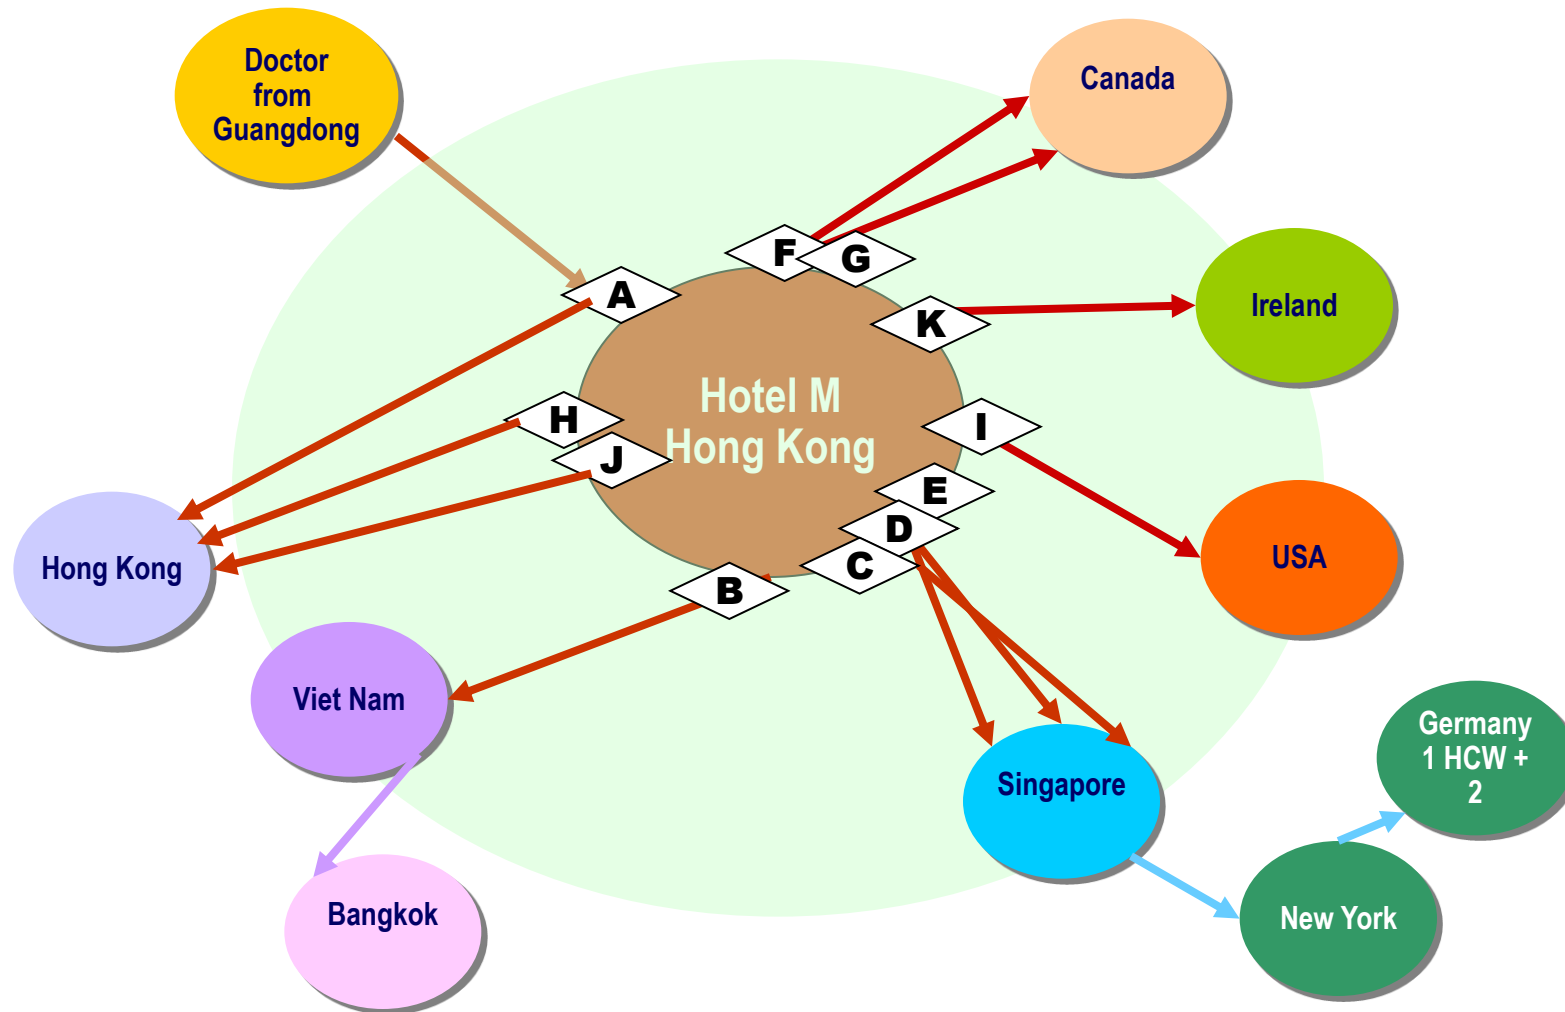 Doctor
from
Guangdong
Canada
F
G
A
K
Ireland
Hotel M
Hong Kong
H
I
J
E
D
C
B
Hong Kong
USA
Viet Nam
Singapore
Germany
1 HCW +
2
Bangkok
New York